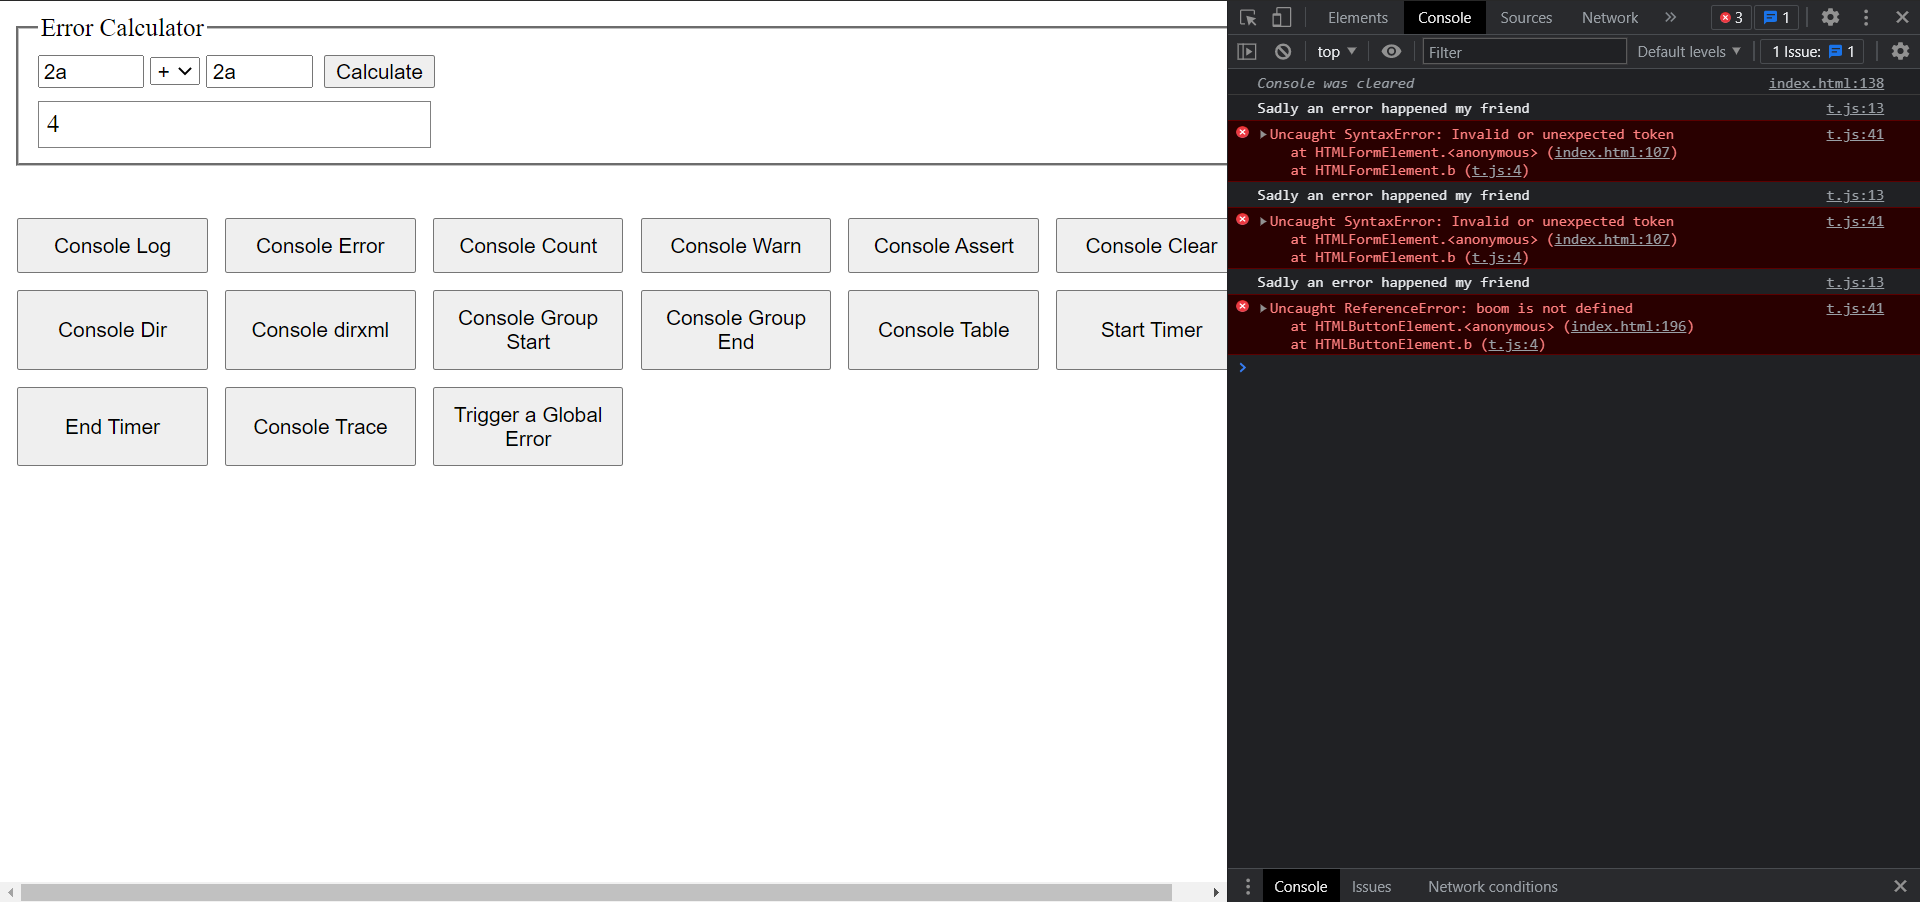 Error Calculator
2a + 2a Calculate
4
Console Log Console Error Console Count Console Warn Console Assert Console Clear
Console Dir Console dirxml Console Group Start Console Group End Console Table Start Timer
End Timer Console Trace Trigger a Global Error
Elements Console Sources Network 3 1
top Filter Default levels 1 Issue: 1
Console was cleared index.html:138
Sadly an error happened my friend t.js:13
Uncaught SyntaxError: Invalid or unexpected token t.js:41
at HTMLFormElement.<anonymous> (index.html:107)
at HTMLFormElement.b (t.js:4)
Sadly an error happened my friend t.js:13
Uncaught SyntaxError: Invalid or unexpected token t.js:41
at HTMLFormElement.<anonymous> (index.html:107)
at HTMLFormElement.b (t.js:4)
Sadly an error happened my friend t.js:13
Uncaught ReferenceError: boom is not defined t.js:41
at HTMLButtonElement.<anonymous> (index.html:196)
at HTMLButtonElement.b (t.js:4)
Console Issues Network conditions